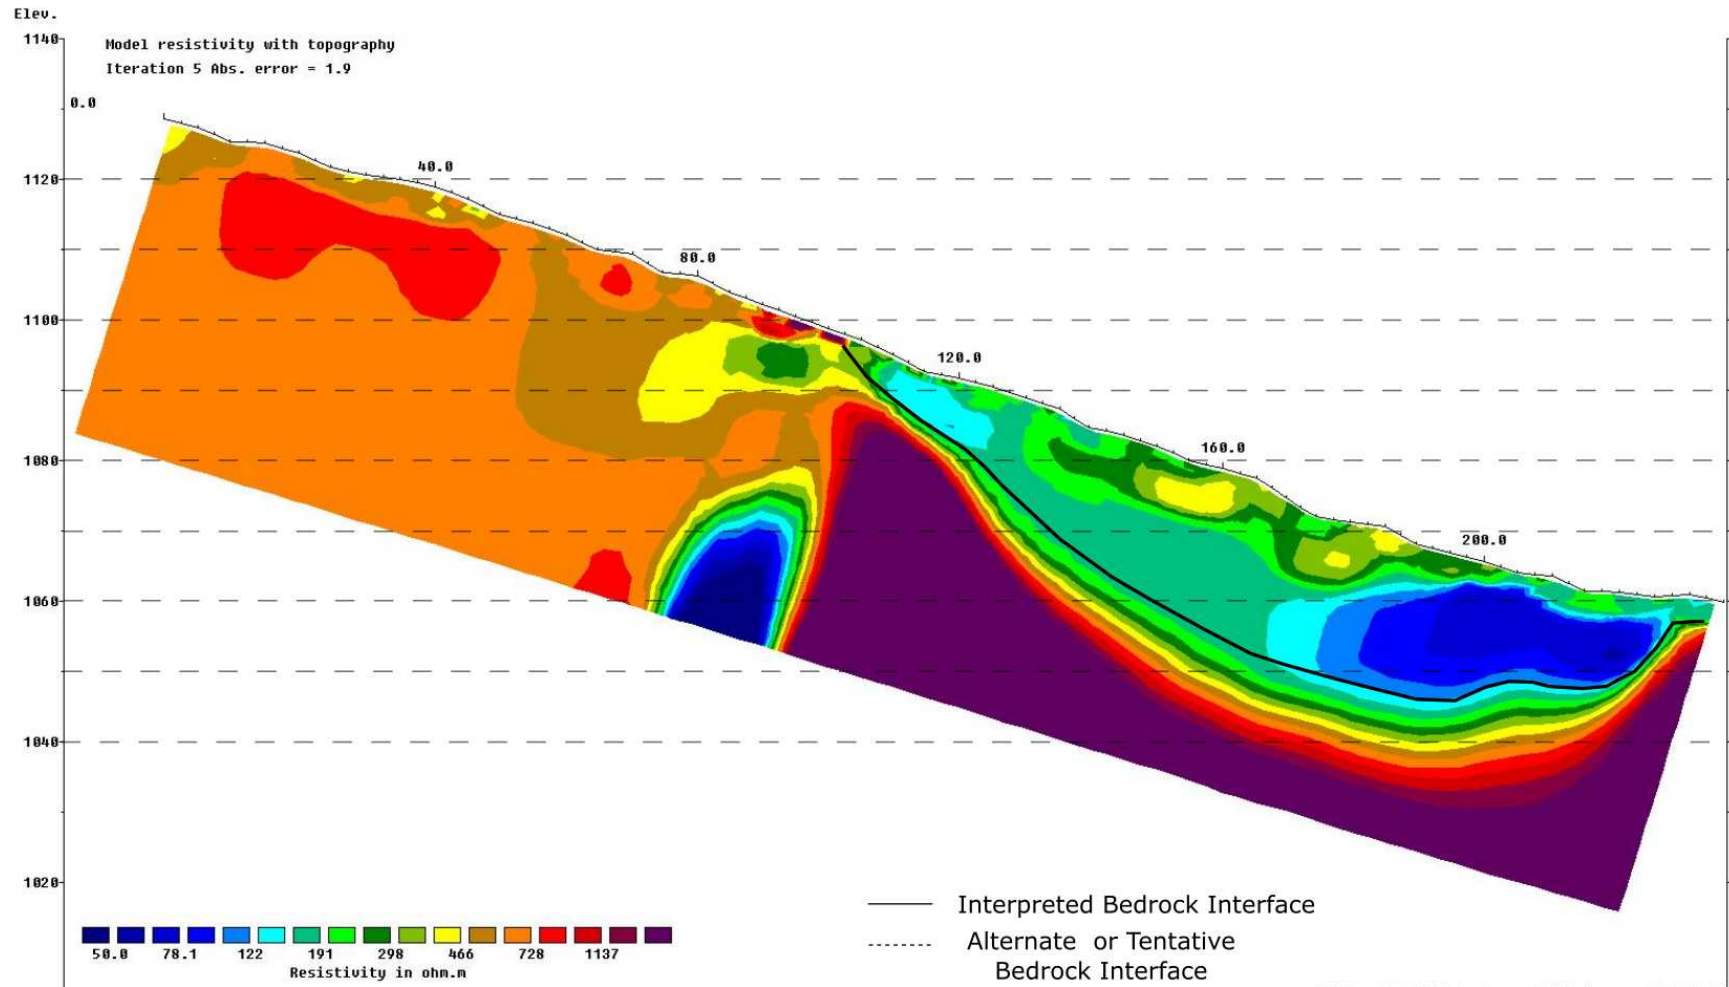 Elev.
1140
Model resistivity with topography
Iteration 5 Abs. error = 1.9
0.0
1120
40.0
80.0
1100
120.0
1080
160.0
200.0
1060
1040
1020
Interpreted Bedrock Interface
Alternate or Tentative
Bedrock Interface
50.0 78.1 122 191 298 466 728 1137
Resistivity in ohm.m